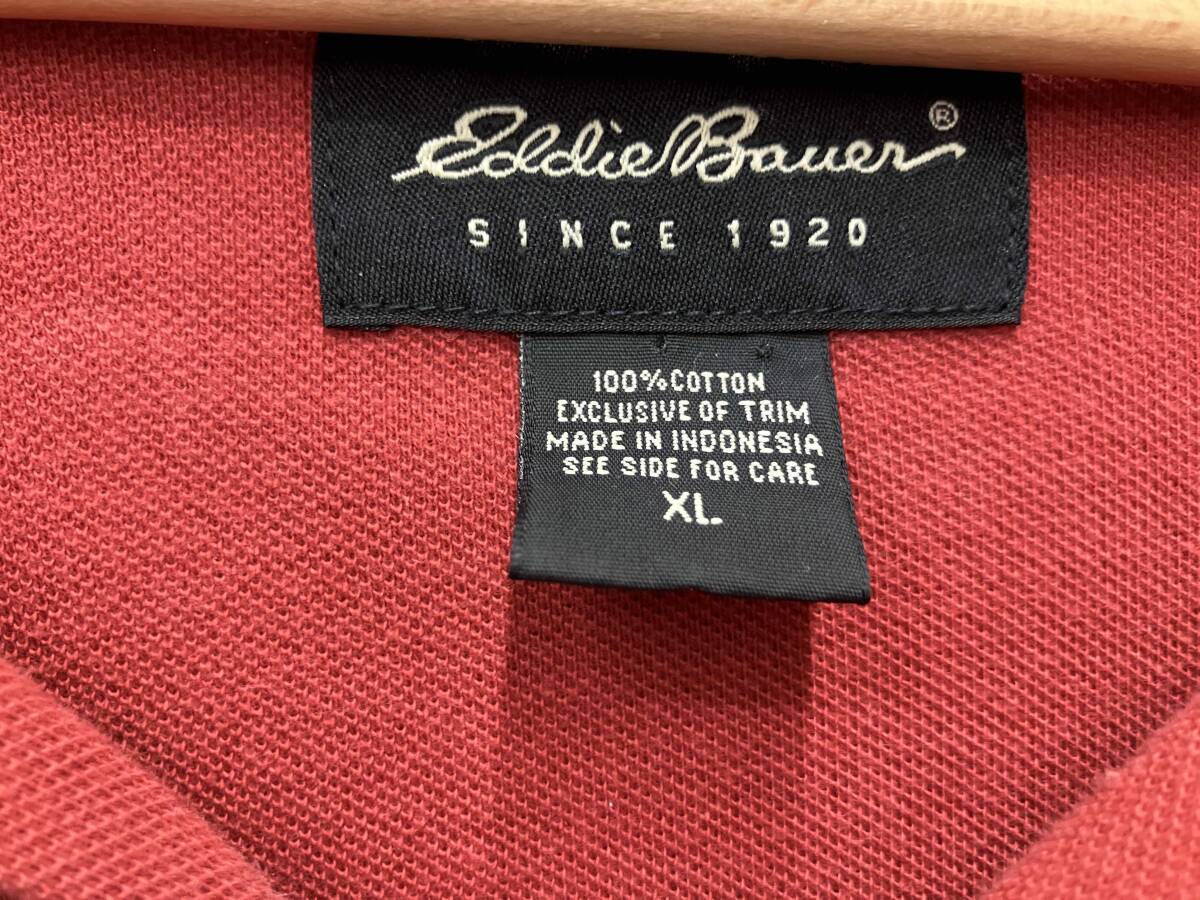 Eddie Bauer®
SINCE 1920
100% COTTON
EXCLUSIVE OF TRIM
MADE IN INDONESIA
SEE SIDE FOR CARE
XL